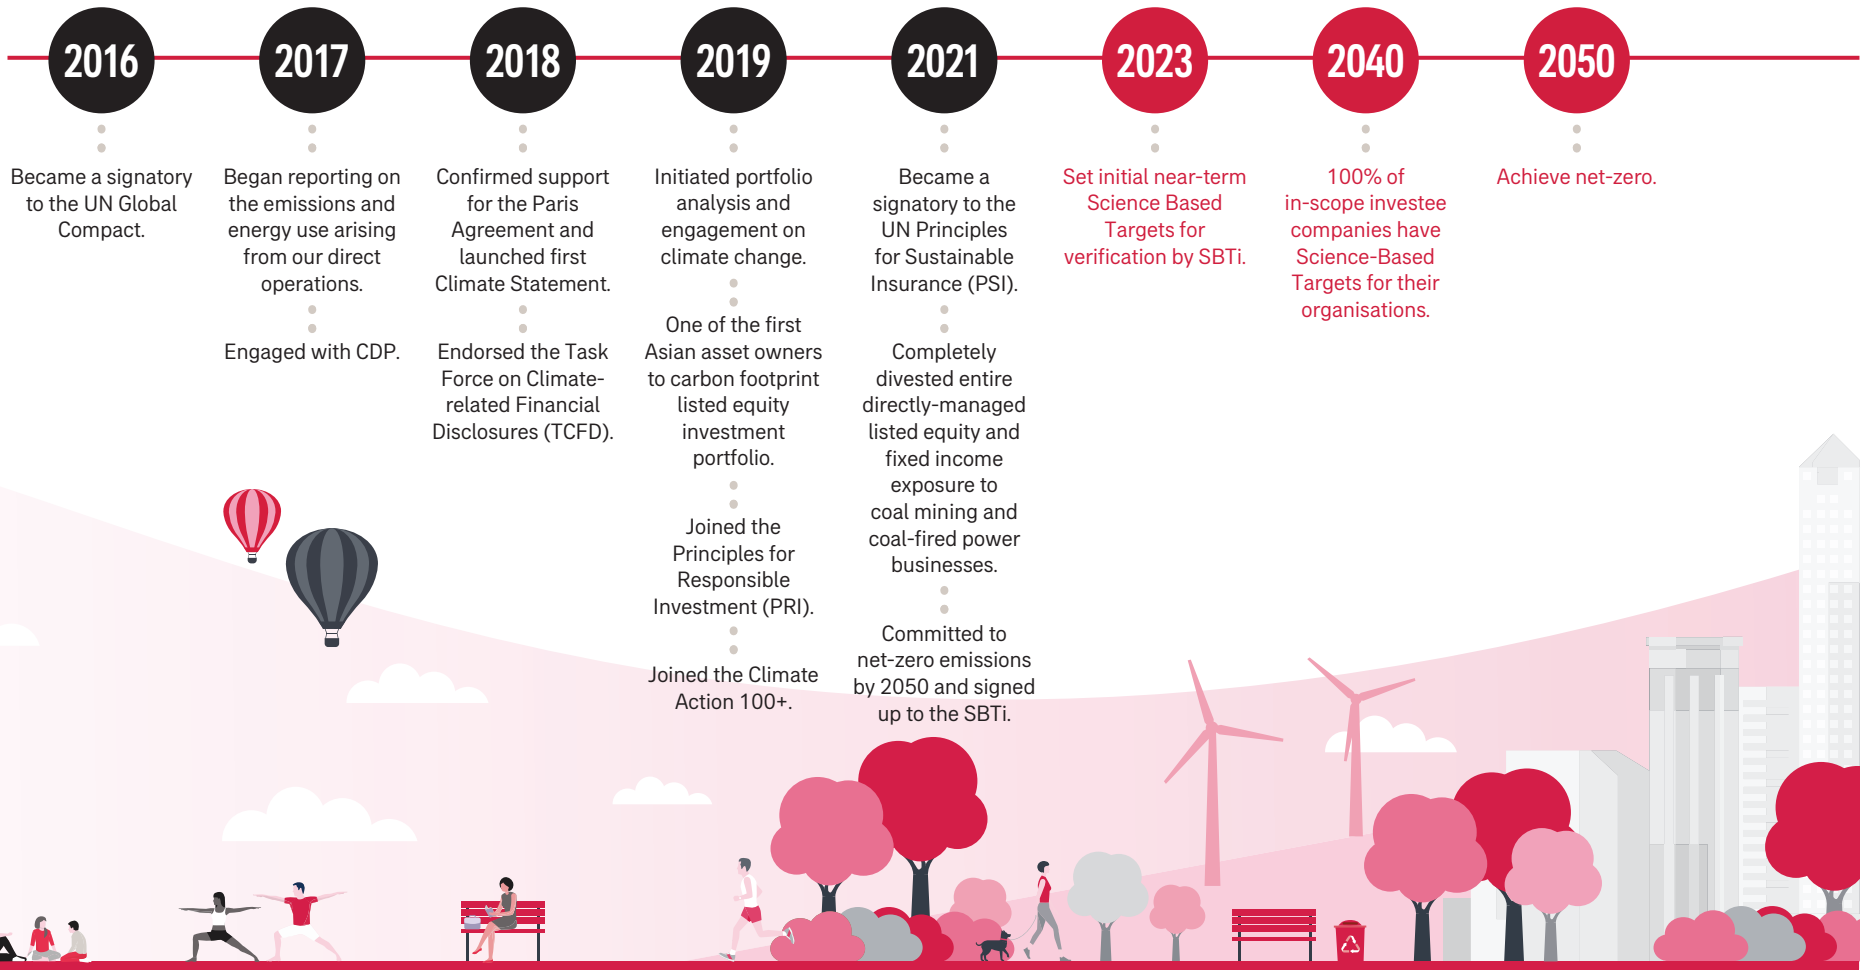 2016
Became a signatory
to the UN Global
Compact.
2017
Began reporting on
the emissions and
energy use arising
from our direct
operations.
Engaged with CDP.
2018
Confirmed support
for the Paris
Agreement and
launched first
Climate Statement.
Endorsed the Task
Force on Climate-
related Financial
Disclosures (TCFD).
2019
Initiated portfolio
analysis and
engagement on
climate change.
One of the first
Asian asset owners
to carbon footprint
listed equity
investment
portfolio.
Joined the
Principles for
Responsible
Investment (PRI).
Joined the Climate
Action 100+.
2021
Became a
signatory to the
UN Principles
for Sustainable
Insurance (PSI).
Completely
divested entire
directly-managed
listed equity and
fixed income
exposure to
coal mining and
coal-fired power
businesses.
Committed to
net-zero emissions
by 2050 and signed
up to the SBTi.
2023
Set initial near-term
Science Based
Targets for
verification by SBTi.
2040
100% of
in-scope investee
companies have
Science-Based
Targets for their
organisations.
2050
Achieve net-zero.